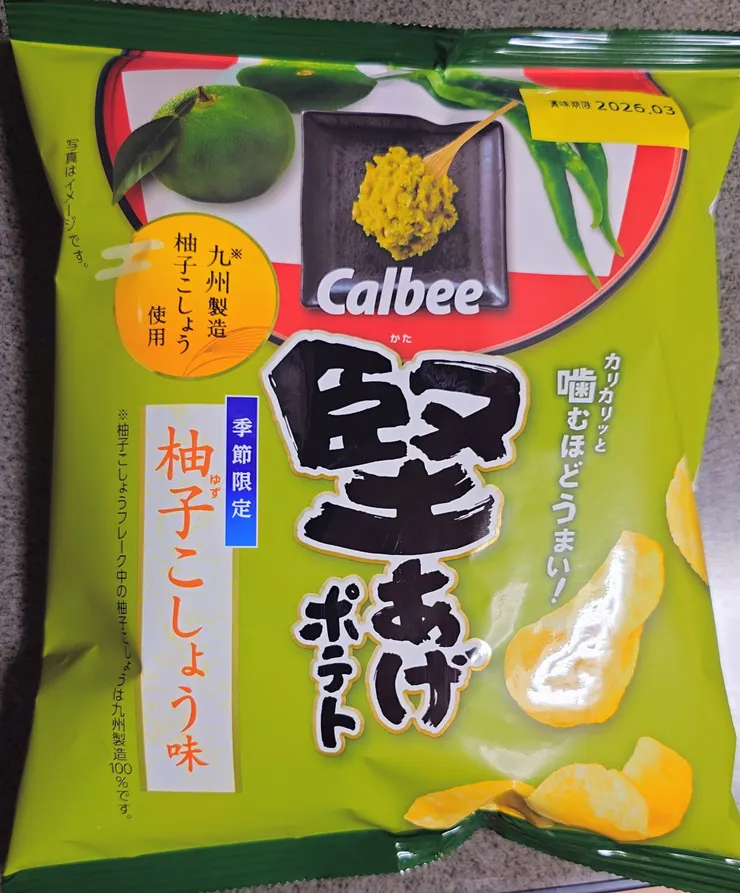 賞味期限 2026.03
写真はイメージです。
※九州製造
柚子こしょう
使用
Calbee
かた
堅あげ
ポテト
カリカリッと
噛むほどうまい!
季節限定
ゆず
柚子こしょう味
※柚子こしょうフレーク中の柚子こしょうは九州製造100%です。